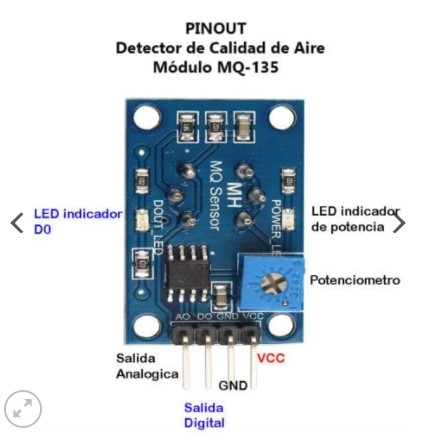 PINOUT
Detector de Calidad de Aire
Módulo MQ-135
MH
MQ Sensor
LED indicador
D0
DOUT LED
POWER LE
LED indicador
de potencia
Potenciometro
AO DO GND VCC
Salida
Analogica
GND
VCC
Salida
Digital